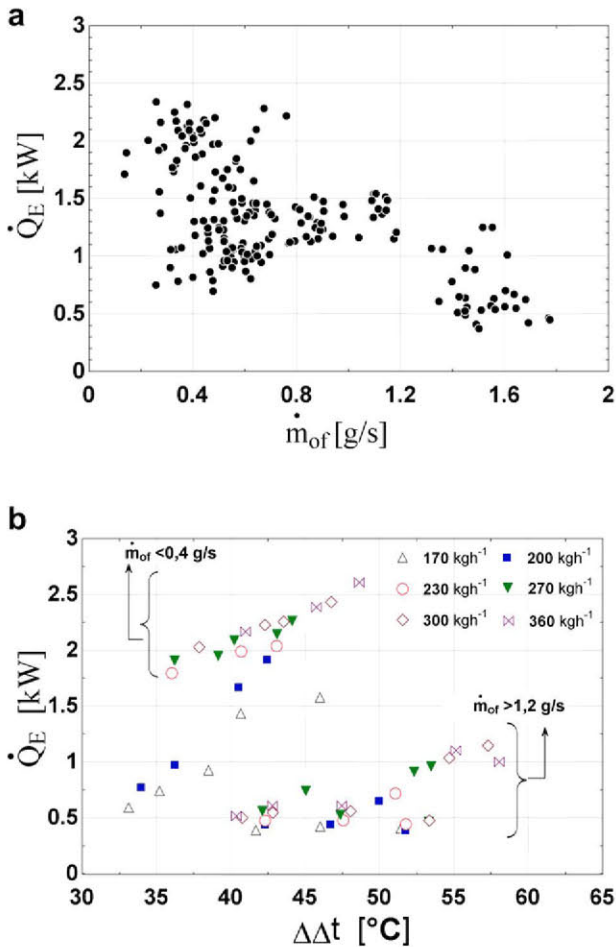 a
3
2.5
2
1.5
1
0.5
0
Q̇E [kW]
0 0.4 0.8 1.2 1.6 2
ṁof [g/s]
b
3
2.5
2
1.5
1
0.5
0
Q̇E [kW]
ṁof <0,4 g/s
170 kgh-1 200 kgh-1
230 kgh-1 270 kgh-1
300 kgh-1 360 kgh-1
ṁof >1,2 g/s
30 35 40 45 50 55 60 65
ΔΔt [°C]